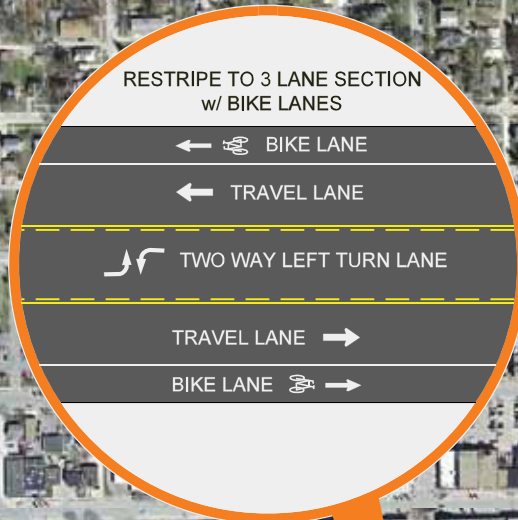 RESTRIPE TO 3 LANE SECTION
w/ BIKE LANES
BIKE LANE
TRAVEL LANE
TWO WAY LEFT TURN LANE
TRAVEL LANE
BIKE LANE